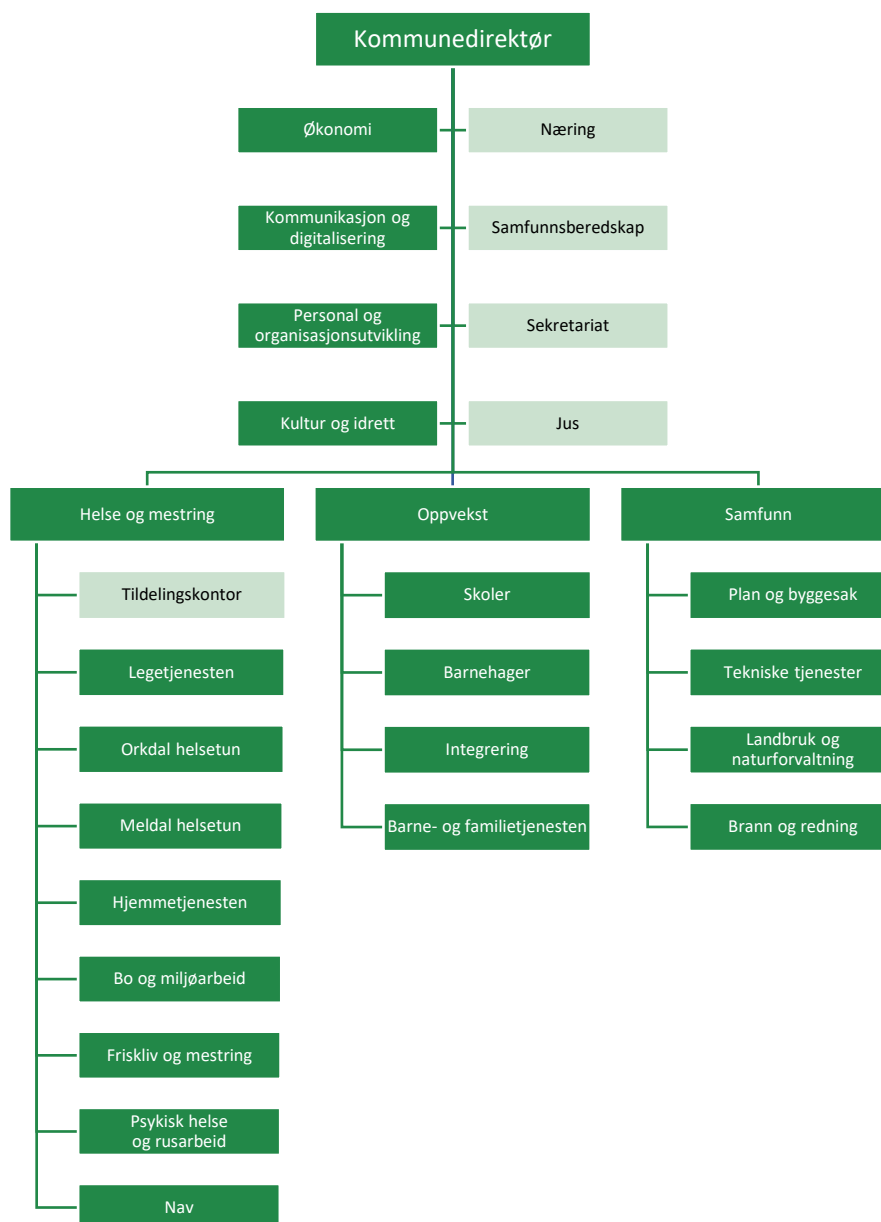 Kommunedirektør
Økonomi
Næring
Kommunikasjon og
digitalisering
Samfunnsberedskap
Personal og
organisasjonsutvikling
Sekretariat
Kultur og idrett
Jus
Helse og mestring
Oppvekst
Samfunn
Tildelingskontor
Legetjenesten
Orkdal helsetun
Meldal helsetun
Hjemmetjenesten
Bo og miljøarbeid
Friskliv og mestring
Psykisk helse
og rusarbeid
Nav
Skoler
Barnehager
Integrering
Barne- og familietjenesten
Plan og byggesak
Tekniske tjenester
Landbruk og
naturforvaltning
Brann og redning